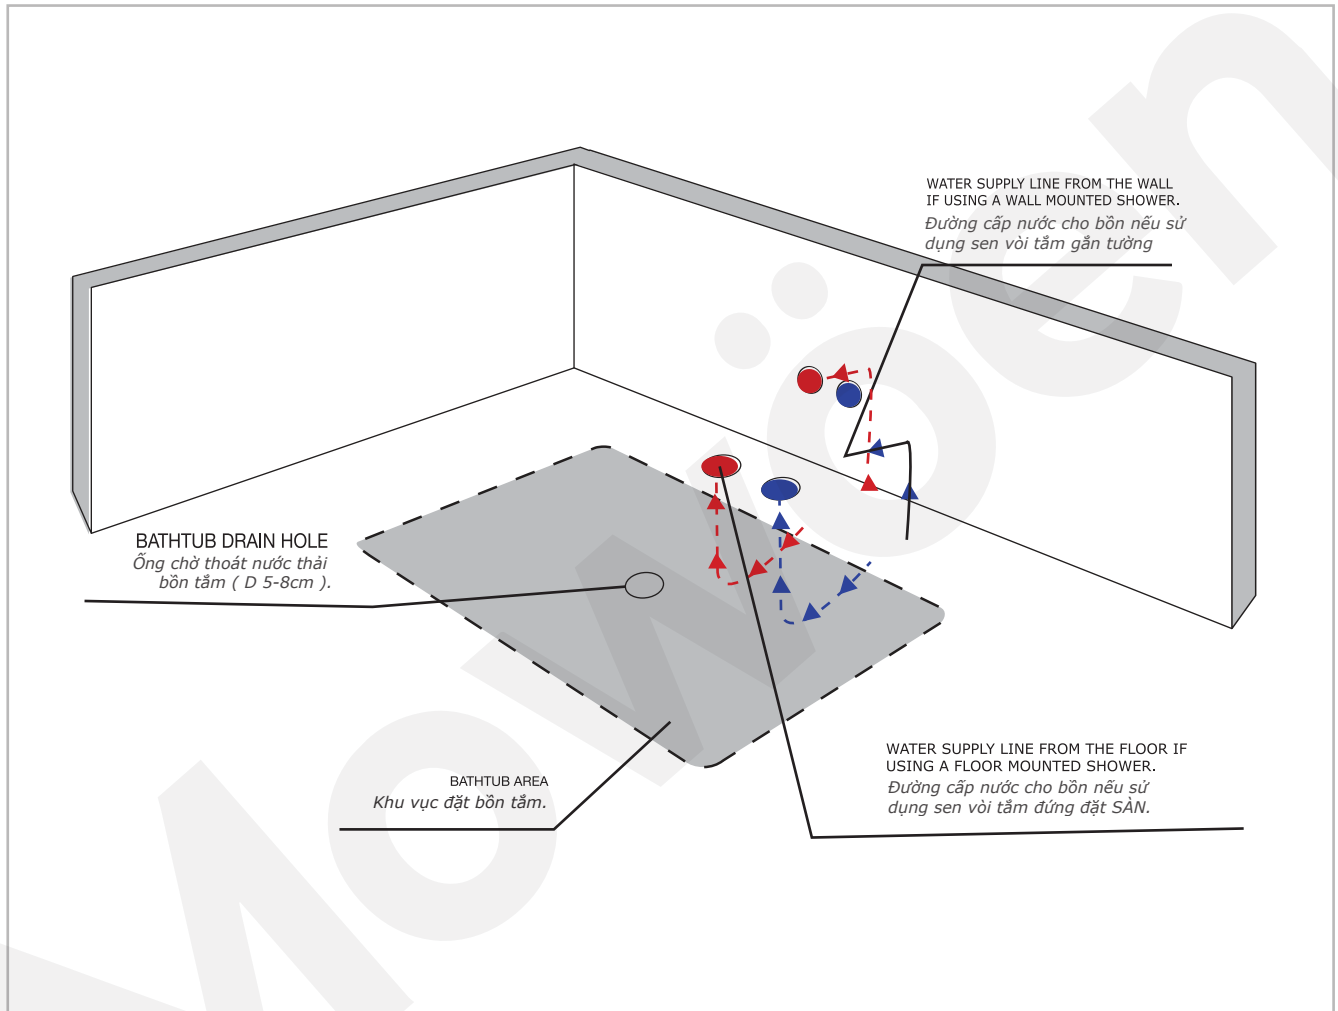 WATER SUPPLY LINE FROM THE WALL
IF USING A WALL MOUNTED SHOWER.
Đường cấp nước cho bồn nếu sử
dụng sen vòi tắm gắn tường
BATHTUB DRAIN HOLE
Ống chờ thoát nước thải
bồn tắm ( D 5-8cm ).
BATHTUB AREA
Khu vục đặt bồn tắm.
WATER SUPPLY LINE FROM THE FLOOR IF
USING A FLOOR MOUNTED SHOWER.
Đường cấp nước cho bồn nếu sử
dụng sen vòi tắm đứng đặt SÀN.
Mowöen